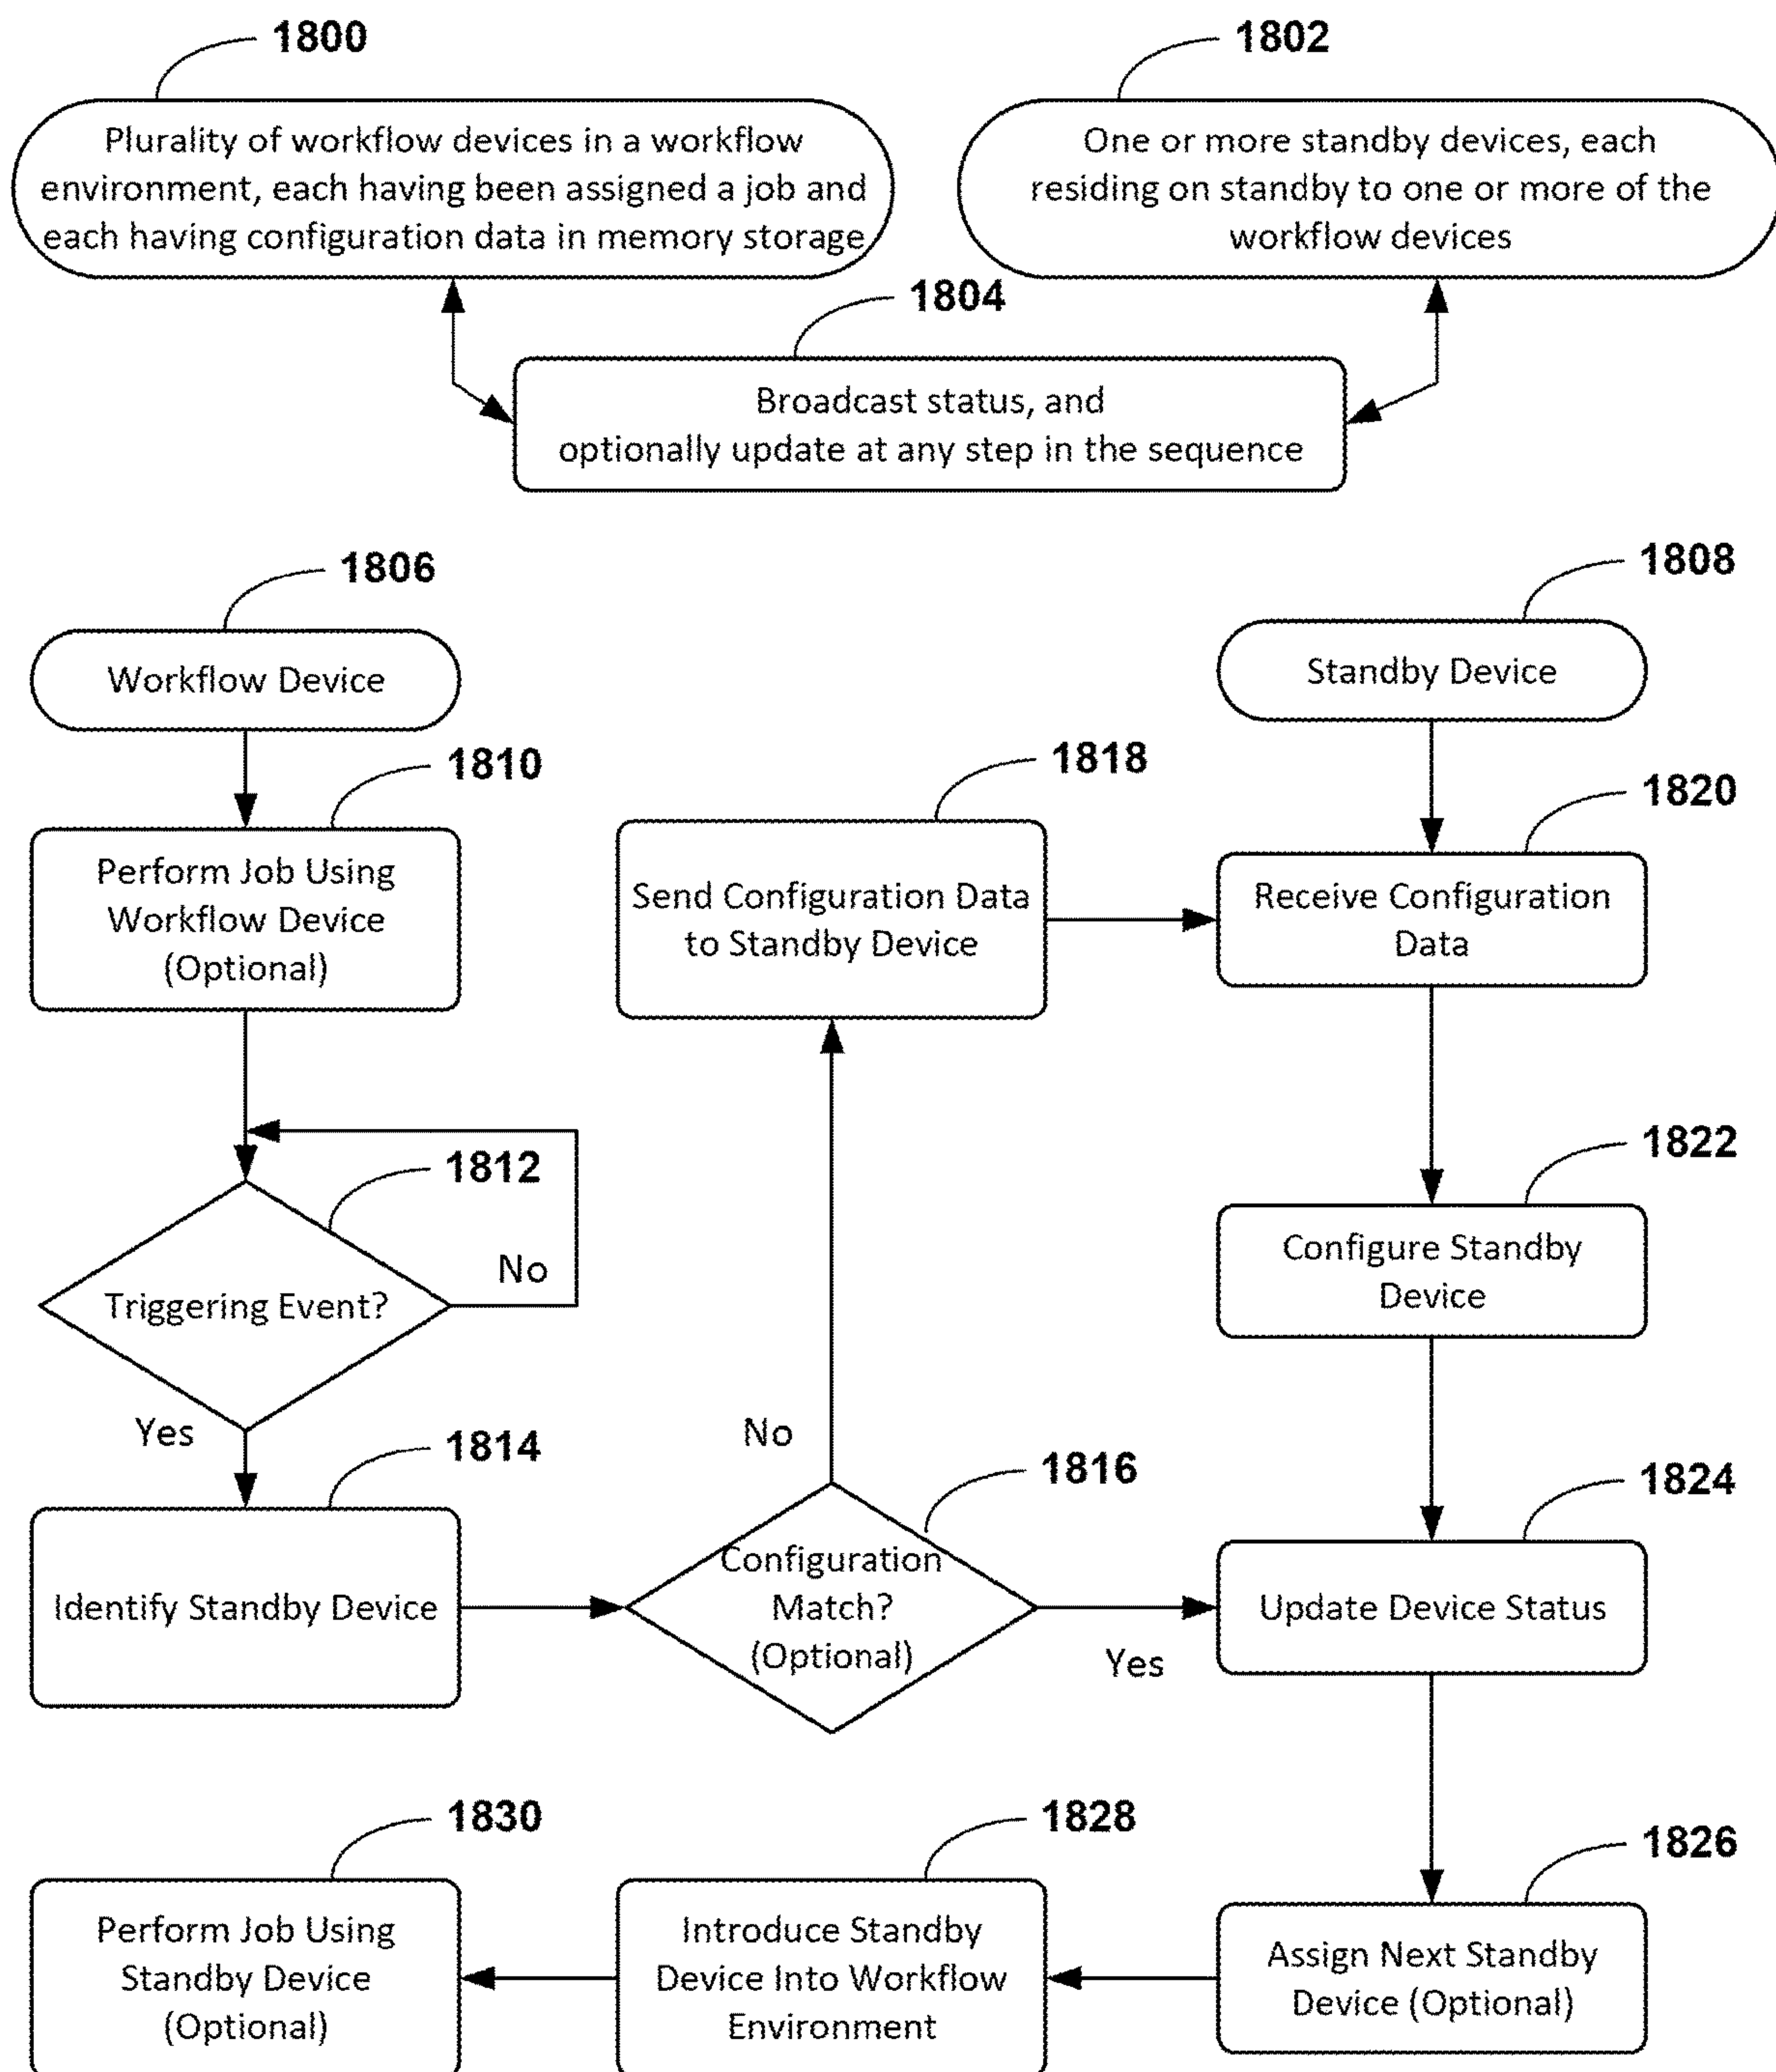 1800
1802
Plurality of workflow devices in a workflow
environment, each having been assigned a job and
each having configuration data in memory storage
One or more standby devices, each
residing on standby to one or more of the
workflow devices
1804
Broadcast status, and
optionally update at any step in the sequence
1806
Workflow Device
1808
Standby Device
1810
Perform Job Using
Workflow Device
(Optional)
1818
Send Configuration Data
to Standby Device
1820
Receive Configuration
Data
1812
Triggering Event?
No
Yes
1822
Configure Standby
Device
1814
Identify Standby Device
No
1816
Configuration
Match?
(Optional)
Yes
1824
Update Device Status
1830
Perform Job Using
Standby Device
(Optional)
1828
Introduce Standby
Device Into Workflow
Environment
1826
Assign Next Standby
Device (Optional)